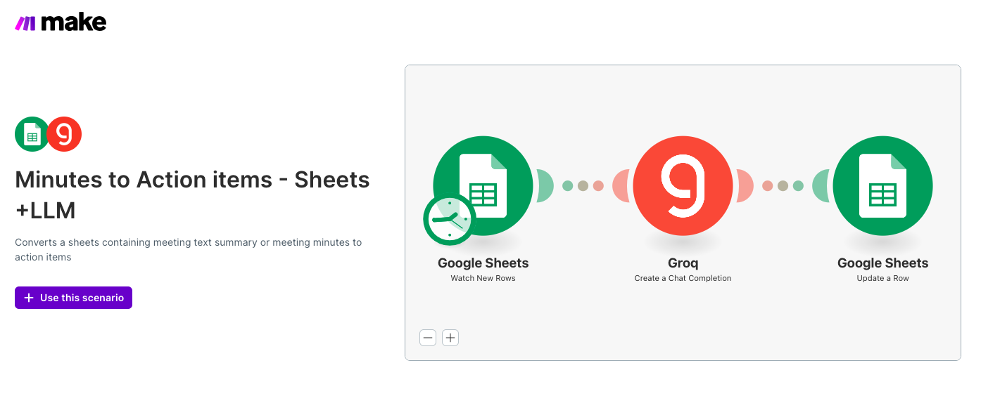 make
Minutes to Action items - Sheets
+LLM
Converts a sheets containing meeting text summary or meeting minutes to
action items
Use this scenario
Google Sheets
Watch New Rows
Groq
Create a Chat Completion
Google Sheets
Update a Row